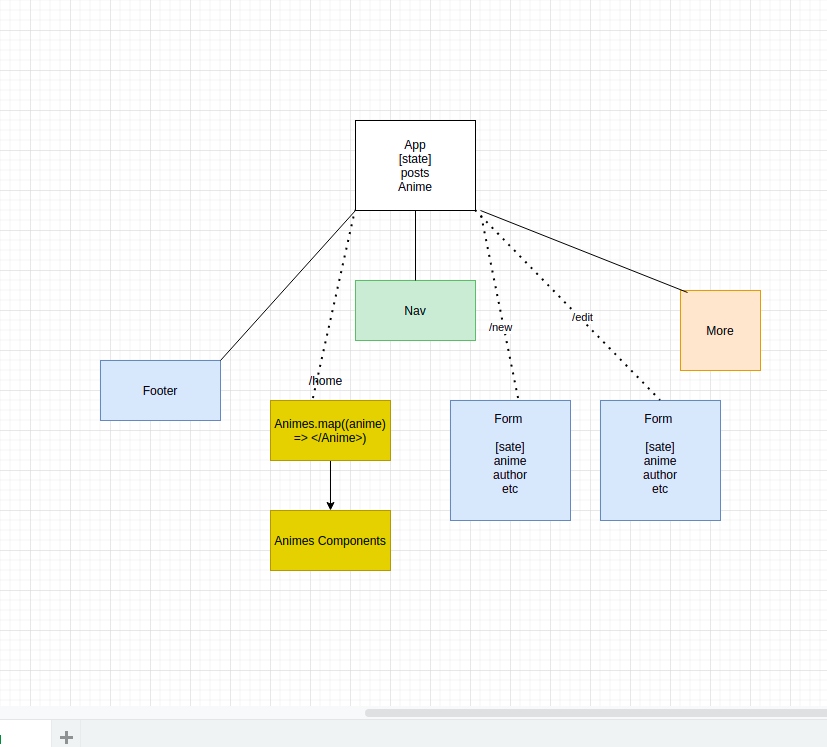 App
[state]
posts
Anime
Nav
/new
/edit
More
Footer
/home
Animes.map((anime)
=> </Anime>)
Form
[sate]
anime
author
etc
Form
[sate]
anime
author
etc
Animes Components